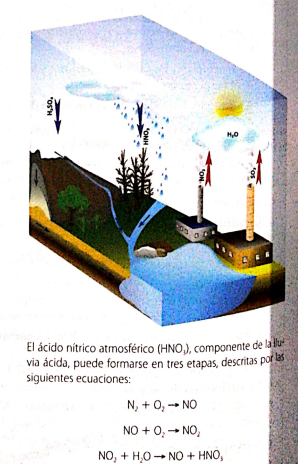 H₂SO₄
HNO₃
H₂O
NO₂
SO₂
El ácido nítrico atmosférico (HNO₃), componente de la llu-
via ácida, puede formarse en tres etapas, descritas por las
siguientes ecuaciones:
N₂ + O₂ → NO
NO + O₂ → NO₂
NO₂ + H₂O → NO + HNO₃